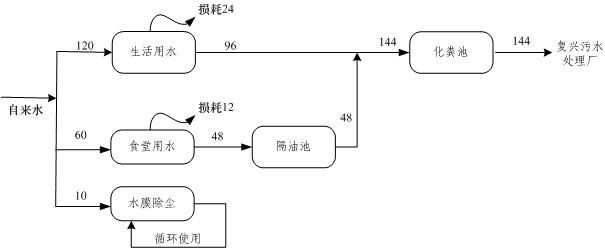 损耗24
120
生活用水
96
144
化粪池
144
复兴污水
处理厂
自来水
损耗12
60
食堂用水
48
隔油池
48
10
水膜除尘
循环使用